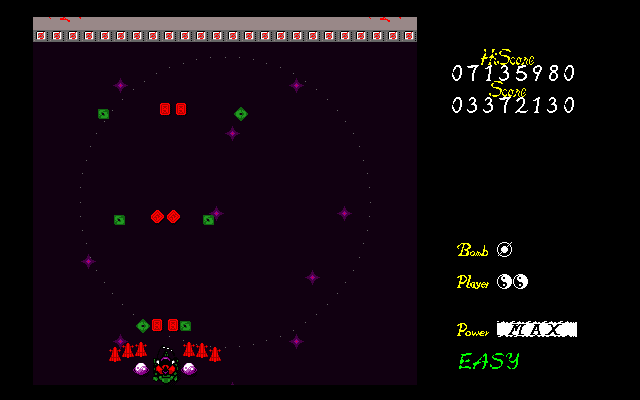 HiScore
07135980
Score
03372130
Bomb
Player
Power MAX
EASY